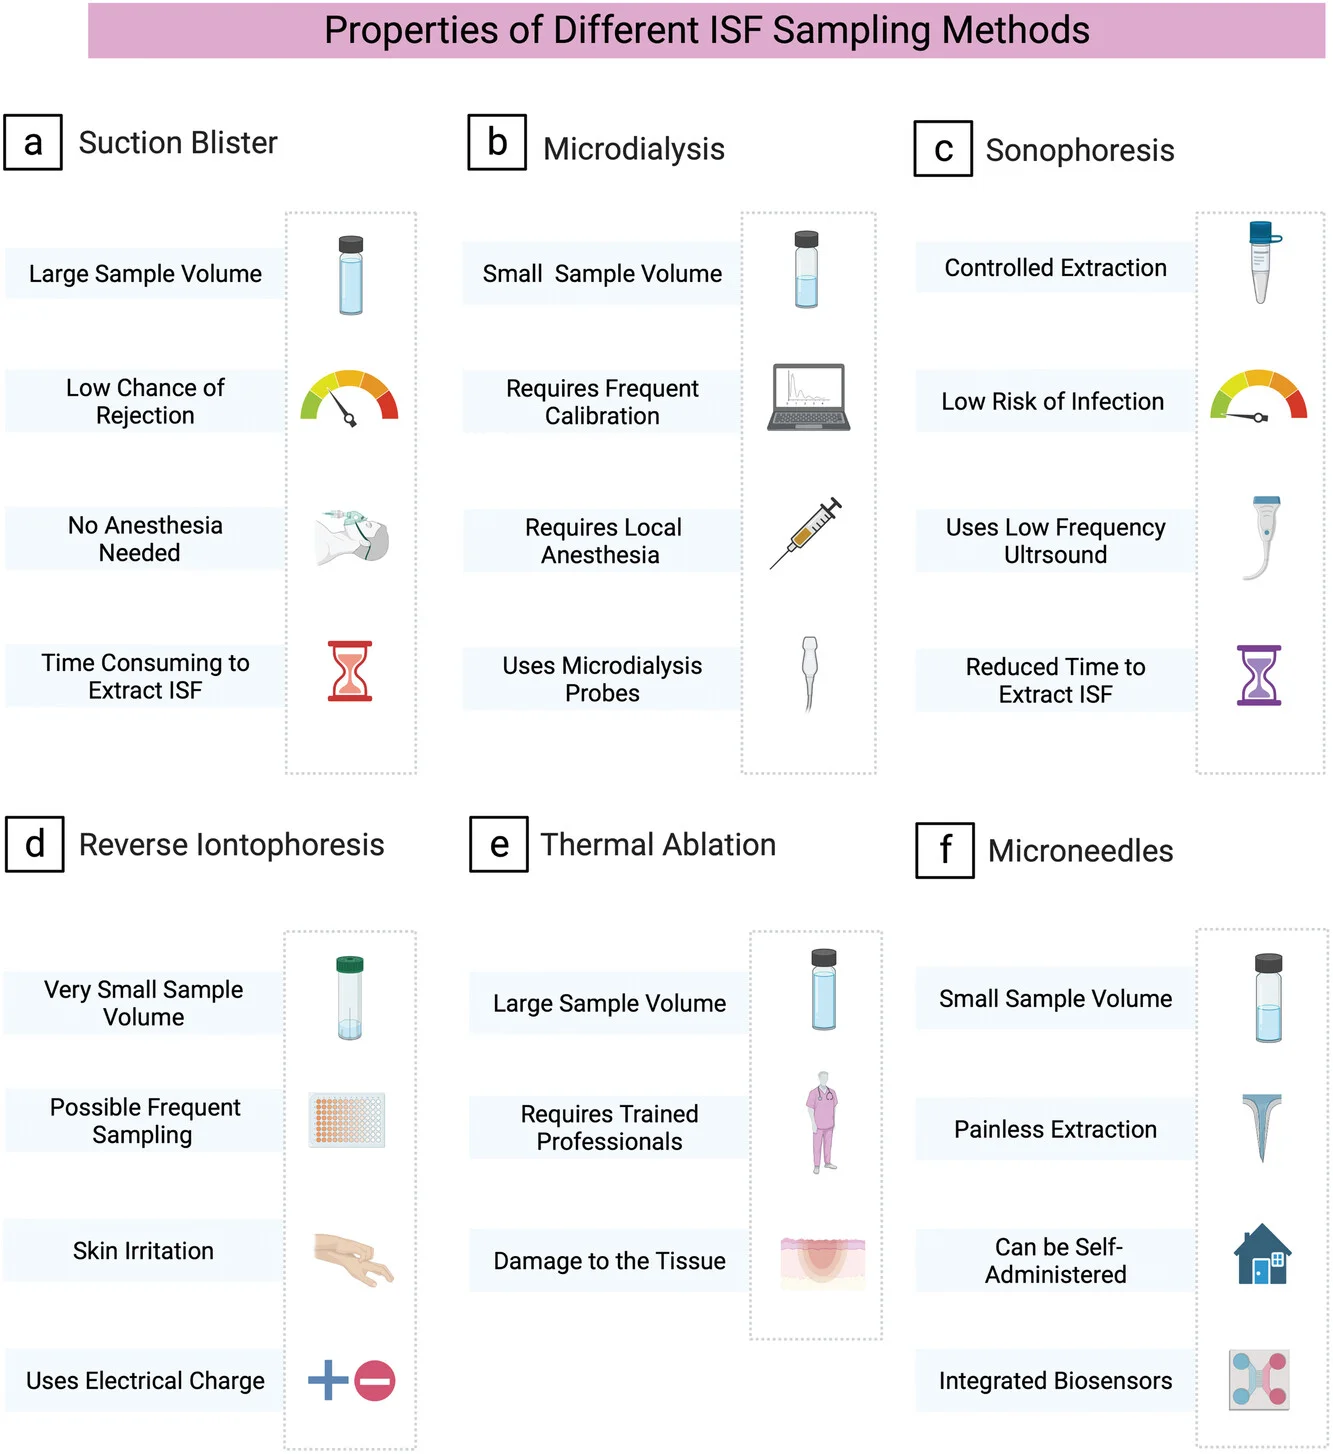 Properties of Different ISF Sampling Methods
a
Suction Blister
Large Sample Volume
Low Chance of
Rejection
No Anesthesia
Needed
Time Consuming to
Extract ISF
b
Microdialysis
Small Sample Volume
Requires Frequent
Calibration
Requires Local
Anesthesia
Uses Microdialysis
Probes
c
Sonophoresis
Controlled Extraction
Low Risk of Infection
Uses Low Frequency
Ultrsound
Reduced Time to
Extract ISF
d
Reverse Iontophoresis
Very Small Sample
Volume
Possible Frequent
Sampling
Skin Irritation
Uses Electrical Charge
e
Thermal Ablation
Large Sample Volume
Requires Trained
Professionals
Damage to the Tissue
f
Microneedles
Small Sample Volume
Painless Extraction
Can be Self-
Administered
Integrated Biosensors